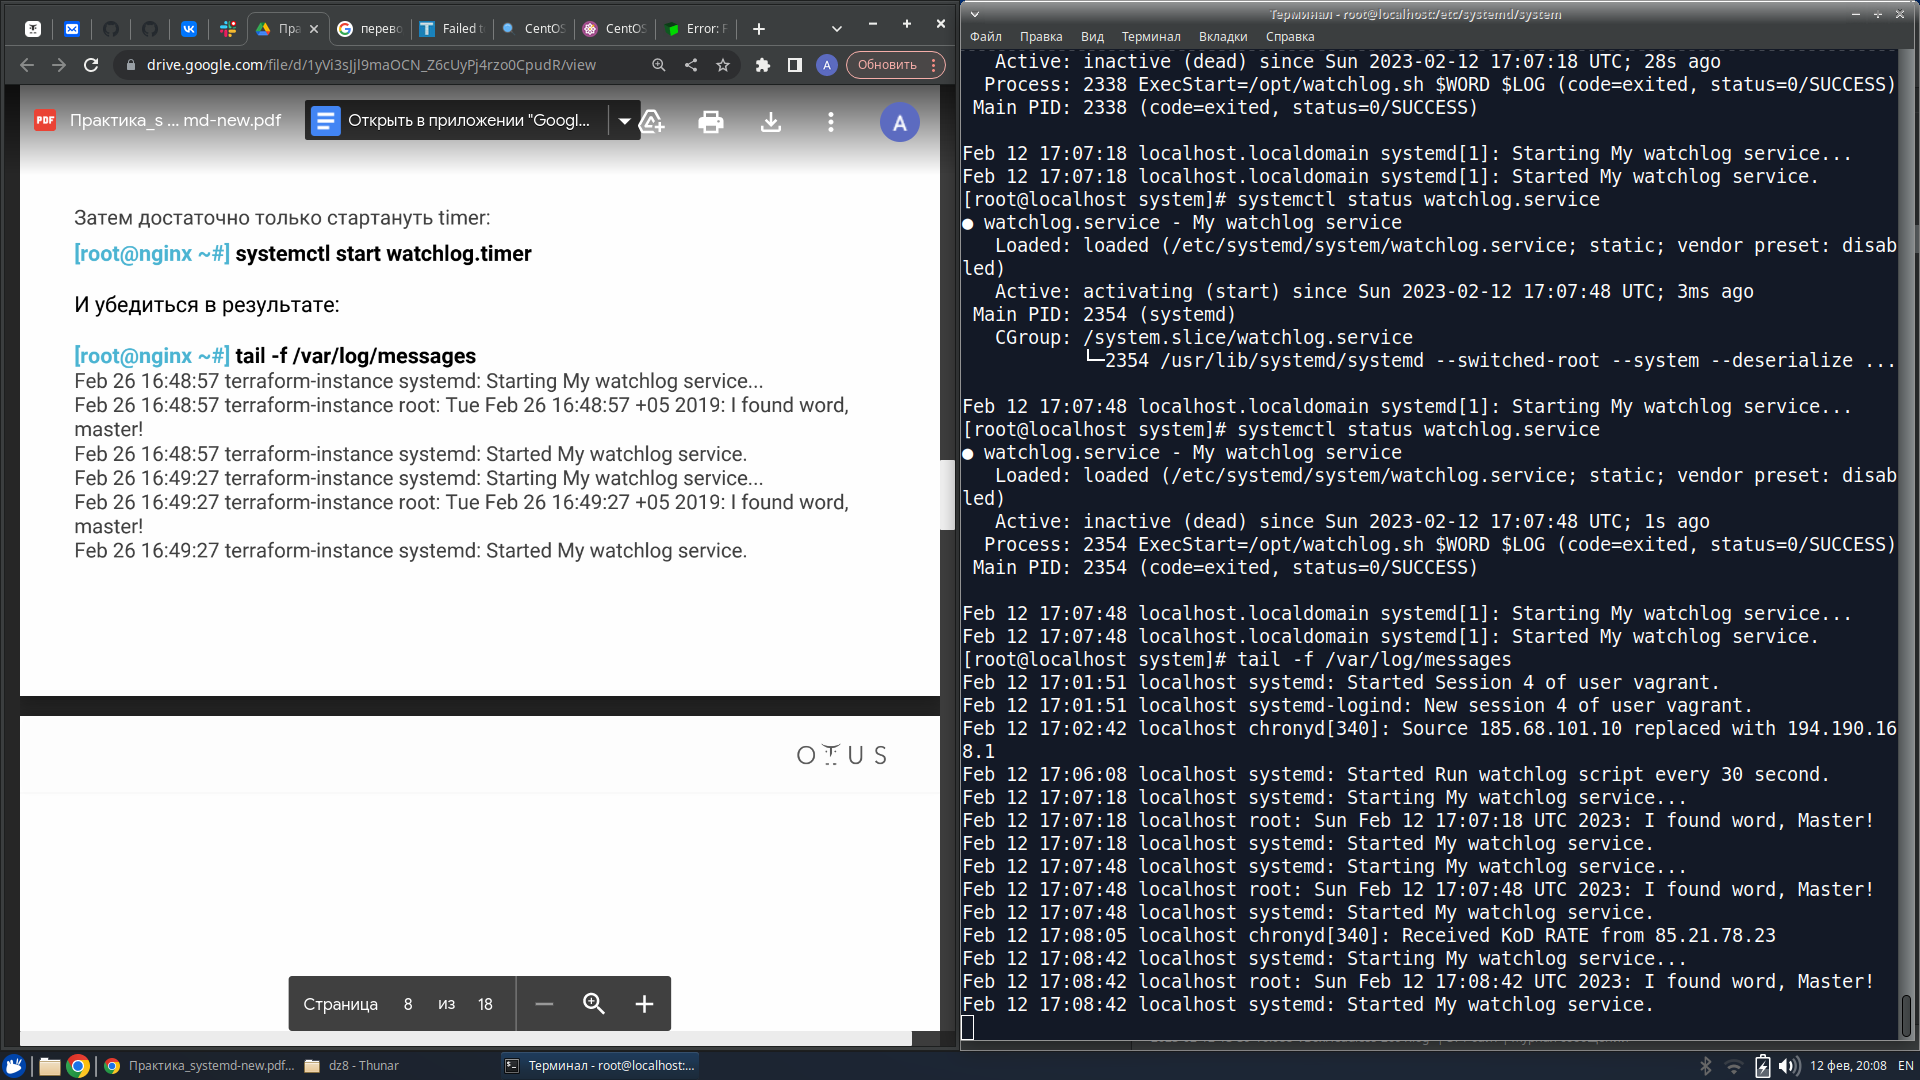 Пра
перево
Failed t
CentOS
CentOS
Error: F
drive.google.com/file/d/1yVi3sJjl9maOCN_Z6cUyPj4rzo0CpudR/view
A
Обновить
PDF
Практика_s ... md-new.pdf
Открыть в приложении "Googl...
A
Затем достаточно только стартануть timer:
[root@nginx ~#] systemctl start watchlog.timer
И убедиться в результате:
[root@nginx ~#] tail -f /var/log/messages
Feb 26 16:48:57 terraform-instance systemd: Starting My watchlog service...
Feb 26 16:48:57 terraform-instance root: Tue Feb 26 16:48:57 +05 2019: I found word,
master!
Feb 26 16:48:57 terraform-instance systemd: Started My watchlog service.
Feb 26 16:49:27 terraform-instance systemd: Starting My watchlog service...
Feb 26 16:49:27 terraform-instance root: Tue Feb 26 16:49:27 +05 2019: I found word,
master!
Feb 26 16:49:27 terraform-instance systemd: Started My watchlog service.
OTUS
Страница 8 из 18
Терминал - root@localhost:/etc/systemd/system
Файл Правка Вид Терминал Вкладки Справка
Active: inactive (dead) since Sun 2023-02-12 17:07:18 UTC; 28s ago
Process: 2338 ExecStart=/opt/watchlog.sh $WORD $LOG (code=exited, status=0/SUCCESS)
Main PID: 2338 (code=exited, status=0/SUCCESS)
Feb 12 17:07:18 localhost.localdomain systemd[1]: Starting My watchlog service...
Feb 12 17:07:18 localhost.localdomain systemd[1]: Started My watchlog service.
[root@localhost system]# systemctl status watchlog.service
● watchlog.service - My watchlog service
Loaded: loaded (/etc/systemd/system/watchlog.service; static; vendor preset: disab
led)
Active: activating (start) since Sun 2023-02-12 17:07:48 UTC; 3ms ago
Main PID: 2354 (systemd)
CGroup: /system.slice/watchlog.service
└─2354 /usr/lib/systemd/systemd --switched-root --system --deserialize ...
Feb 12 17:07:48 localhost.localdomain systemd[1]: Starting My watchlog service...
[root@localhost system]# systemctl status watchlog.service
● watchlog.service - My watchlog service
Loaded: loaded (/etc/systemd/system/watchlog.service; static; vendor preset: disab
led)
Active: inactive (dead) since Sun 2023-02-12 17:07:48 UTC; 1s ago
Process: 2354 ExecStart=/opt/watchlog.sh $WORD $LOG (code=exited, status=0/SUCCESS)
Main PID: 2354 (code=exited, status=0/SUCCESS)
Feb 12 17:07:48 localhost.localdomain systemd[1]: Starting My watchlog service...
Feb 12 17:07:48 localhost.localdomain systemd[1]: Started My watchlog service.
[root@localhost system]# tail -f /var/log/messages
Feb 12 17:01:51 localhost systemd: Started Session 4 of user vagrant.
Feb 12 17:01:51 localhost systemd-logind: New session 4 of user vagrant.
Feb 12 17:02:42 localhost chronyd[340]: Source 185.68.101.10 replaced with 194.190.16
8.1
Feb 12 17:06:08 localhost systemd: Started Run watchlog script every 30 second.
Feb 12 17:07:18 localhost systemd: Starting My watchlog service...
Feb 12 17:07:18 localhost root: Sun Feb 12 17:07:18 UTC 2023: I found word, Master!
Feb 12 17:07:18 localhost systemd: Started My watchlog service.
Feb 12 17:07:48 localhost systemd: Starting My watchlog service...
Feb 12 17:07:48 localhost root: Sun Feb 12 17:07:48 UTC 2023: I found word, Master!
Feb 12 17:07:48 localhost systemd: Started My watchlog service.
Feb 12 17:08:05 localhost chronyd[340]: Received KoD RATE from 85.21.78.23
Feb 12 17:08:42 localhost systemd: Starting My watchlog service...
Feb 12 17:08:42 localhost root: Sun Feb 12 17:08:42 UTC 2023: I found word, Master!
Feb 12 17:08:42 localhost systemd: Started My watchlog service.
Практика_systemd-new.pdf...
dz8 - Thunar
Терминал - root@localhost:...
12 фев, 20:08
EN